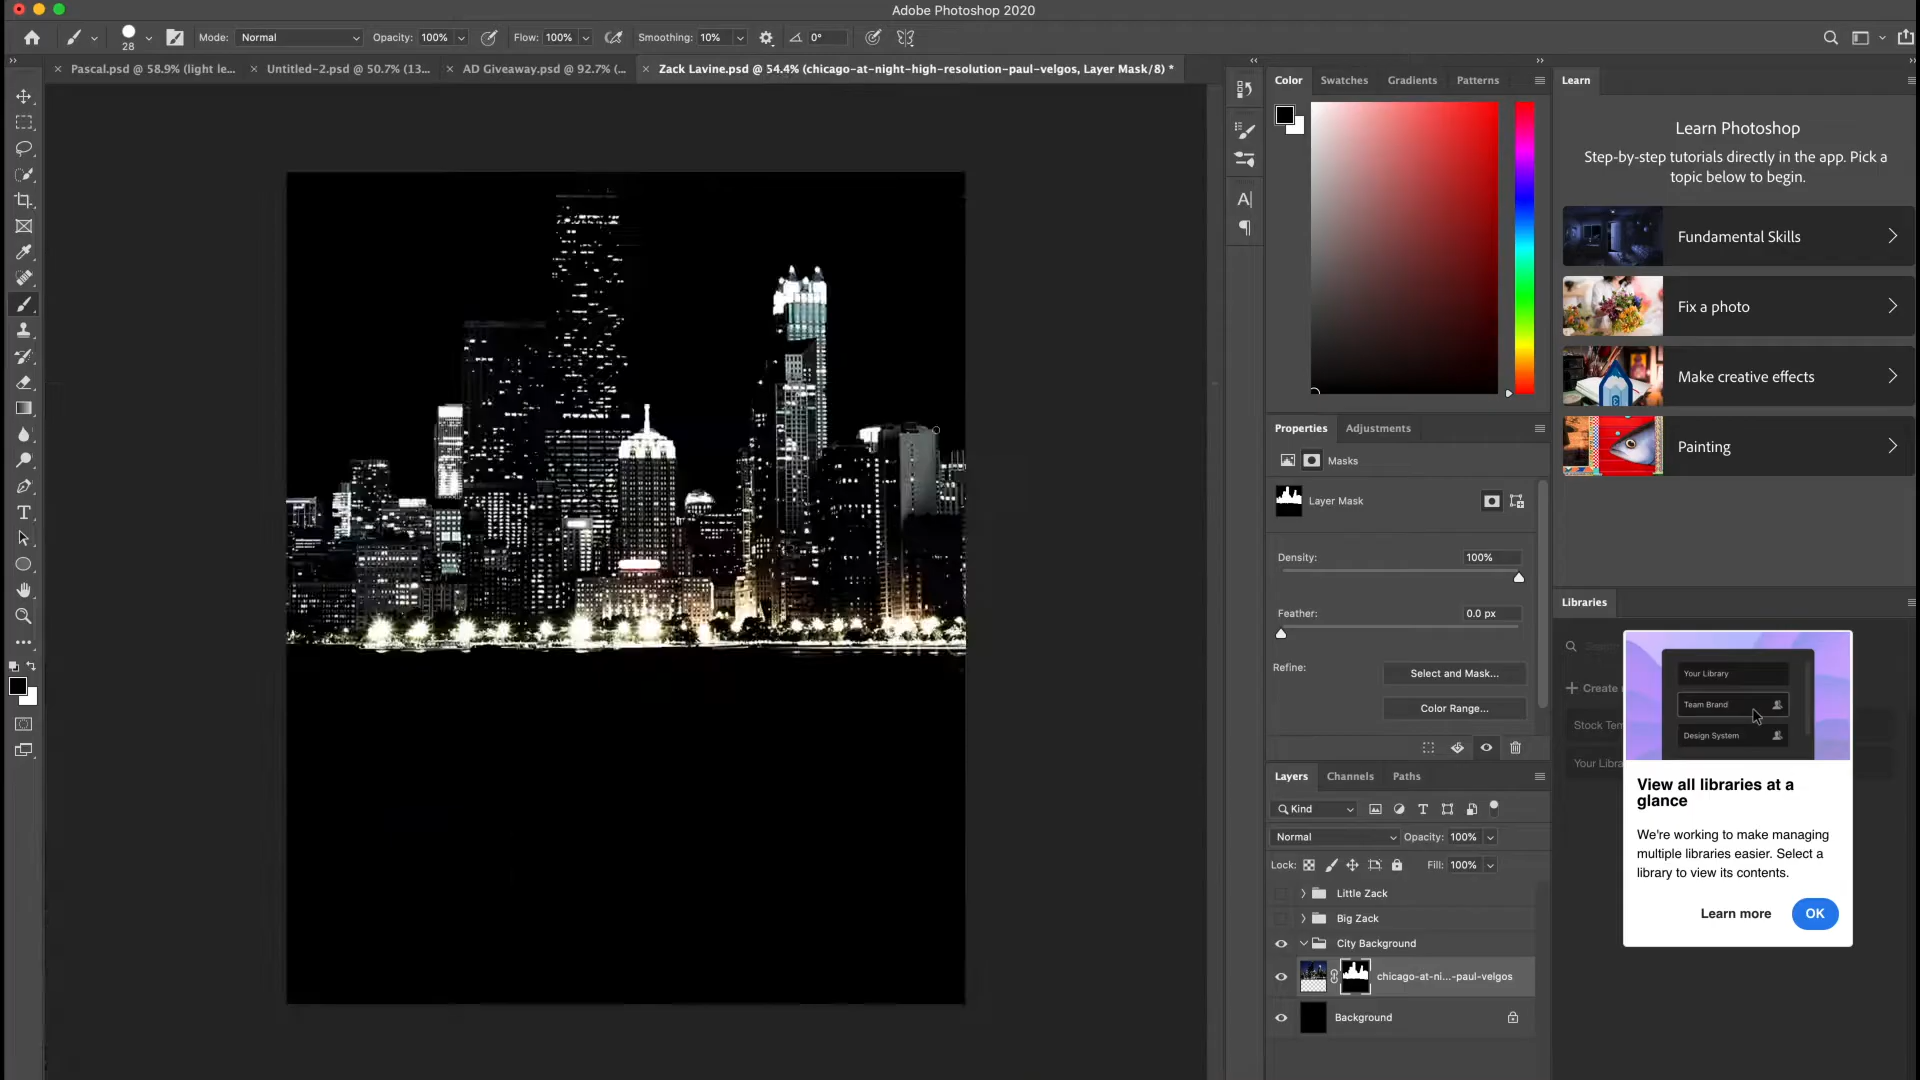 Adobe Photoshop 2020
28
Mode: Normal
Opacity: 100%
Flow: 100%
Smoothing: 10%
0°
Pascal.psd @ 58.9% (light le...
Untitled-2.psd @ 50.7% (13...
AD Giveaway.psd @ 92.7% (...
Zack Lavine.psd @ 54.4% (chicago-at-night-high-resolution-paul-velgos, Layer Mask/8) *
Color
Swatches
Gradients
Patterns
Learn
Learn Photoshop
Step-by-step tutorials directly in the app. Pick a
topic below to begin.
Fundamental Skills
Fix a photo
Make creative effects
Painting
Properties
Adjustments
Masks
Layer Mask
Density: 100%
Feather: 0.0 px
Refine:
Select and Mask...
Color Range...
Layers
Channels
Paths
Kind
Normal
Opacity: 100%
Lock:
Fill: 100%
Little Zack
Big Zack
City Background
chicago-at-ni...-paul-velgos
Background
Libraries
Create
Stock Tem
Your Libra
Your Library
Team Brand
Design System
View all libraries at a
glance
We're working to make managing
multiple libraries easier. Select a
library to view its contents.
Learn more
OK